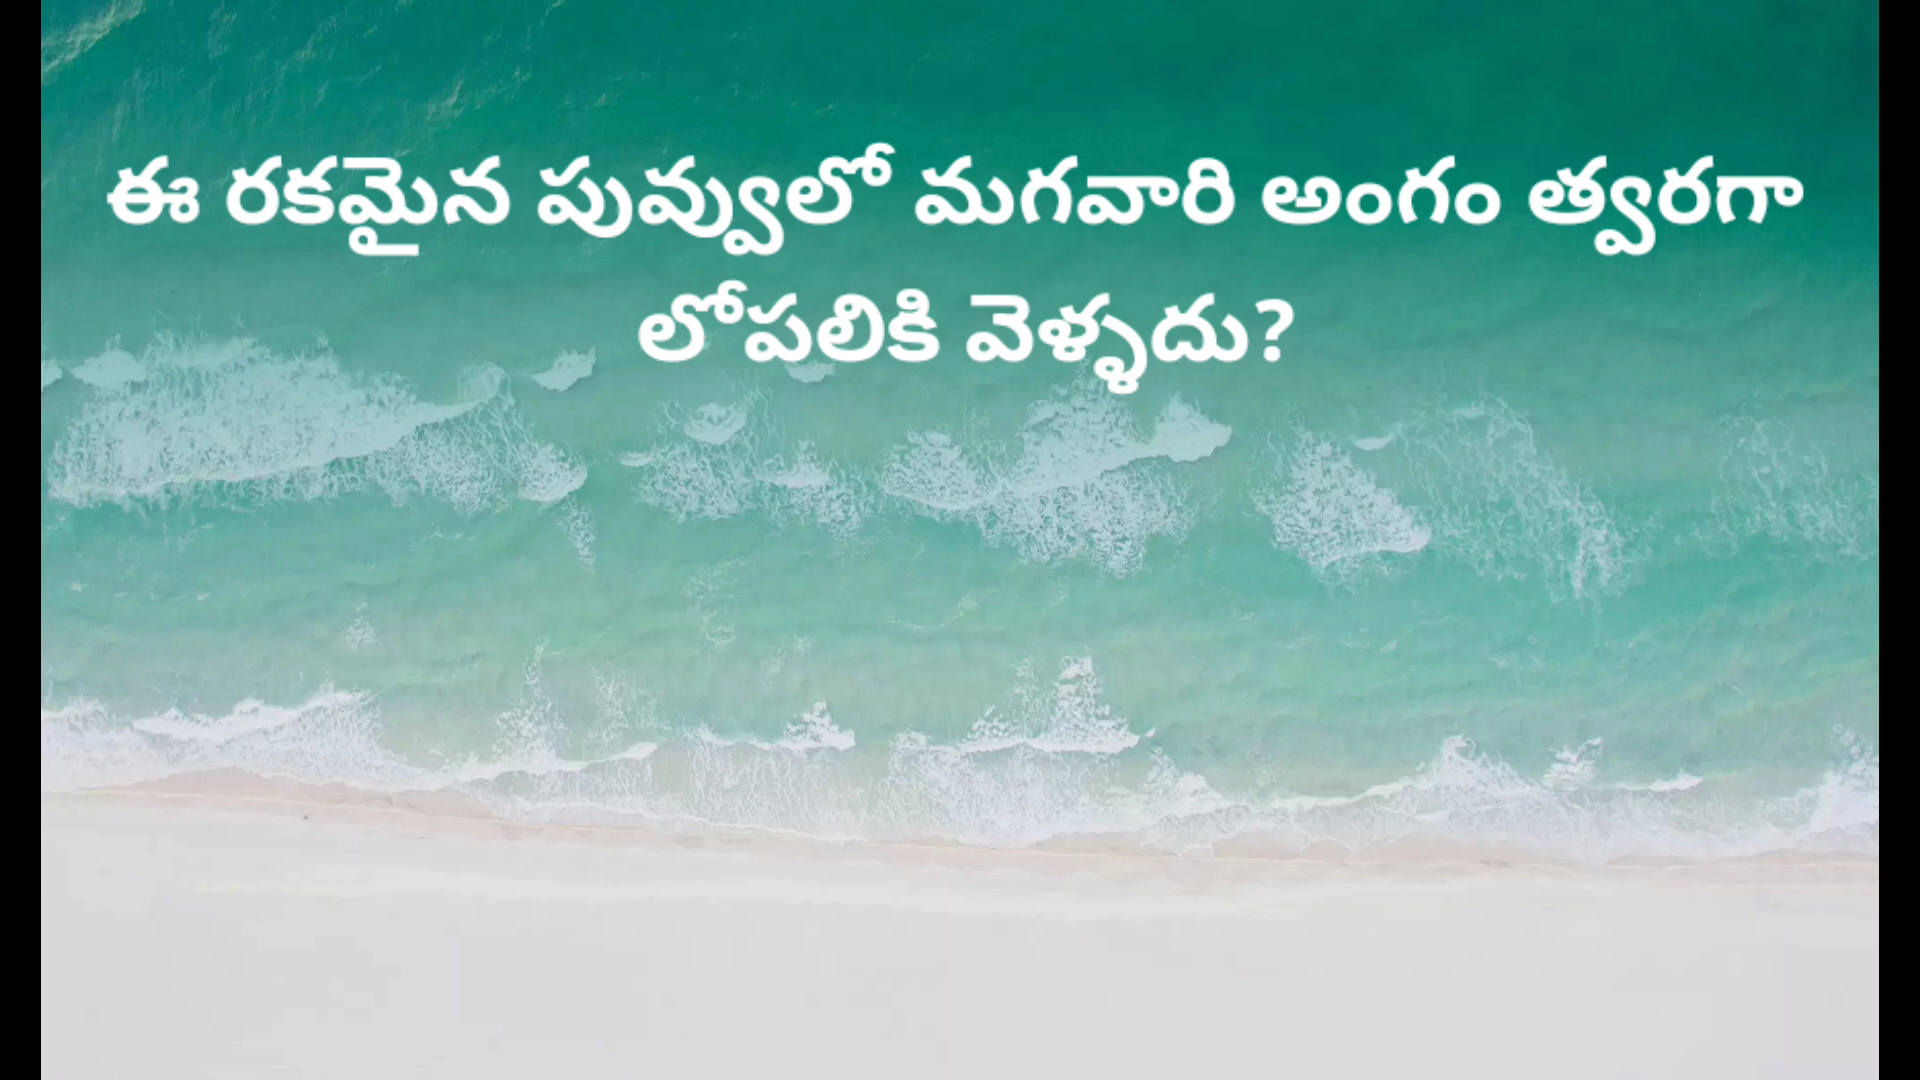 ఈ రకమైన పువ్వులో మగవారి అంగం త్వరగా
లోపలికి వెళ్ళదు?